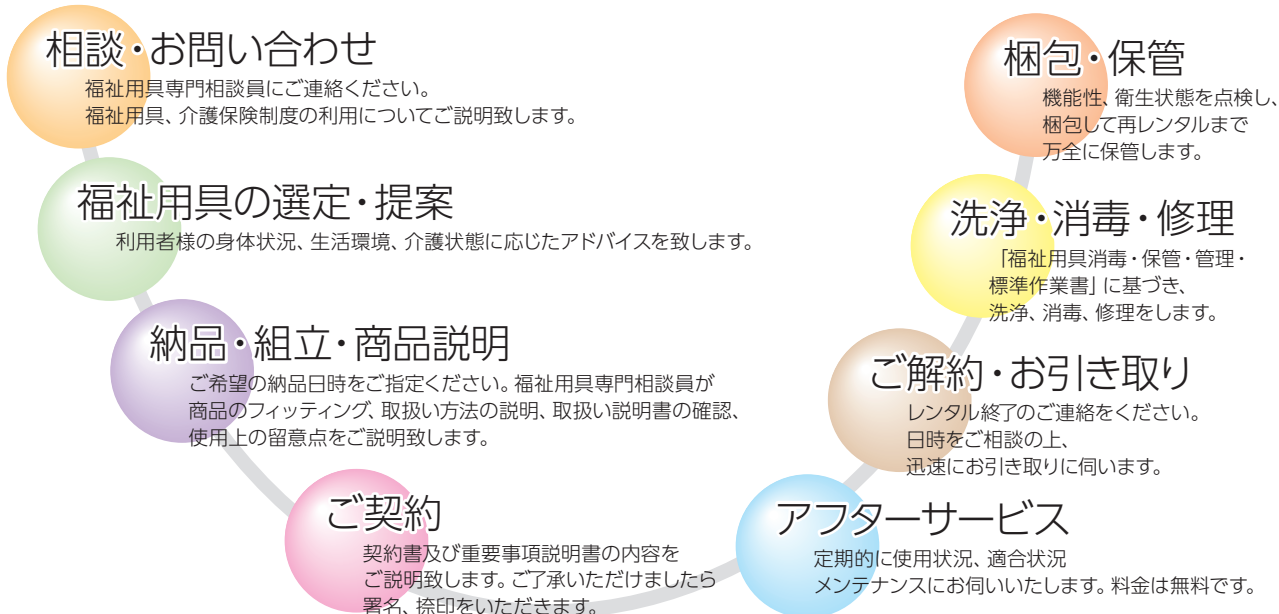 相談・お問い合わせ
福祉用具専門相談員にご連絡ください。
福祉用具、介護保険制度の利用についてご説明致します。
福祉用具の選定・提案
利用者様の身体状況、生活環境、介護状態に応じたアドバイスを致します。
納品・組立・商品説明
ご希望の納品日時をご指定ください。福祉用具専門相談員が
商品のフィッティング、取扱い方法の説明、取扱い説明書の確認、
使用上の留意点をご説明致します。
ご契約
契約書及び重要事項説明書の内容を
ご説明致します。ご了承いただけましたら
署名、捺印をいただきます。
アフターサービス
定期的に使用状況、適合状況
メンテナンスにお伺いいたします。料金は無料です。
ご解約・お引き取り
レンタル終了のご連絡をください。
日時をご相談の上、
迅速にお引き取りに伺います。
洗浄・消毒・修理
「福祉用具消毒・保管・管理・
標準作業書」に基づき、
洗浄、消毒、修理をします。
梱包・保管
機能性、衛生状態を点検し、
梱包して再レンタルまで
万全に保管します。